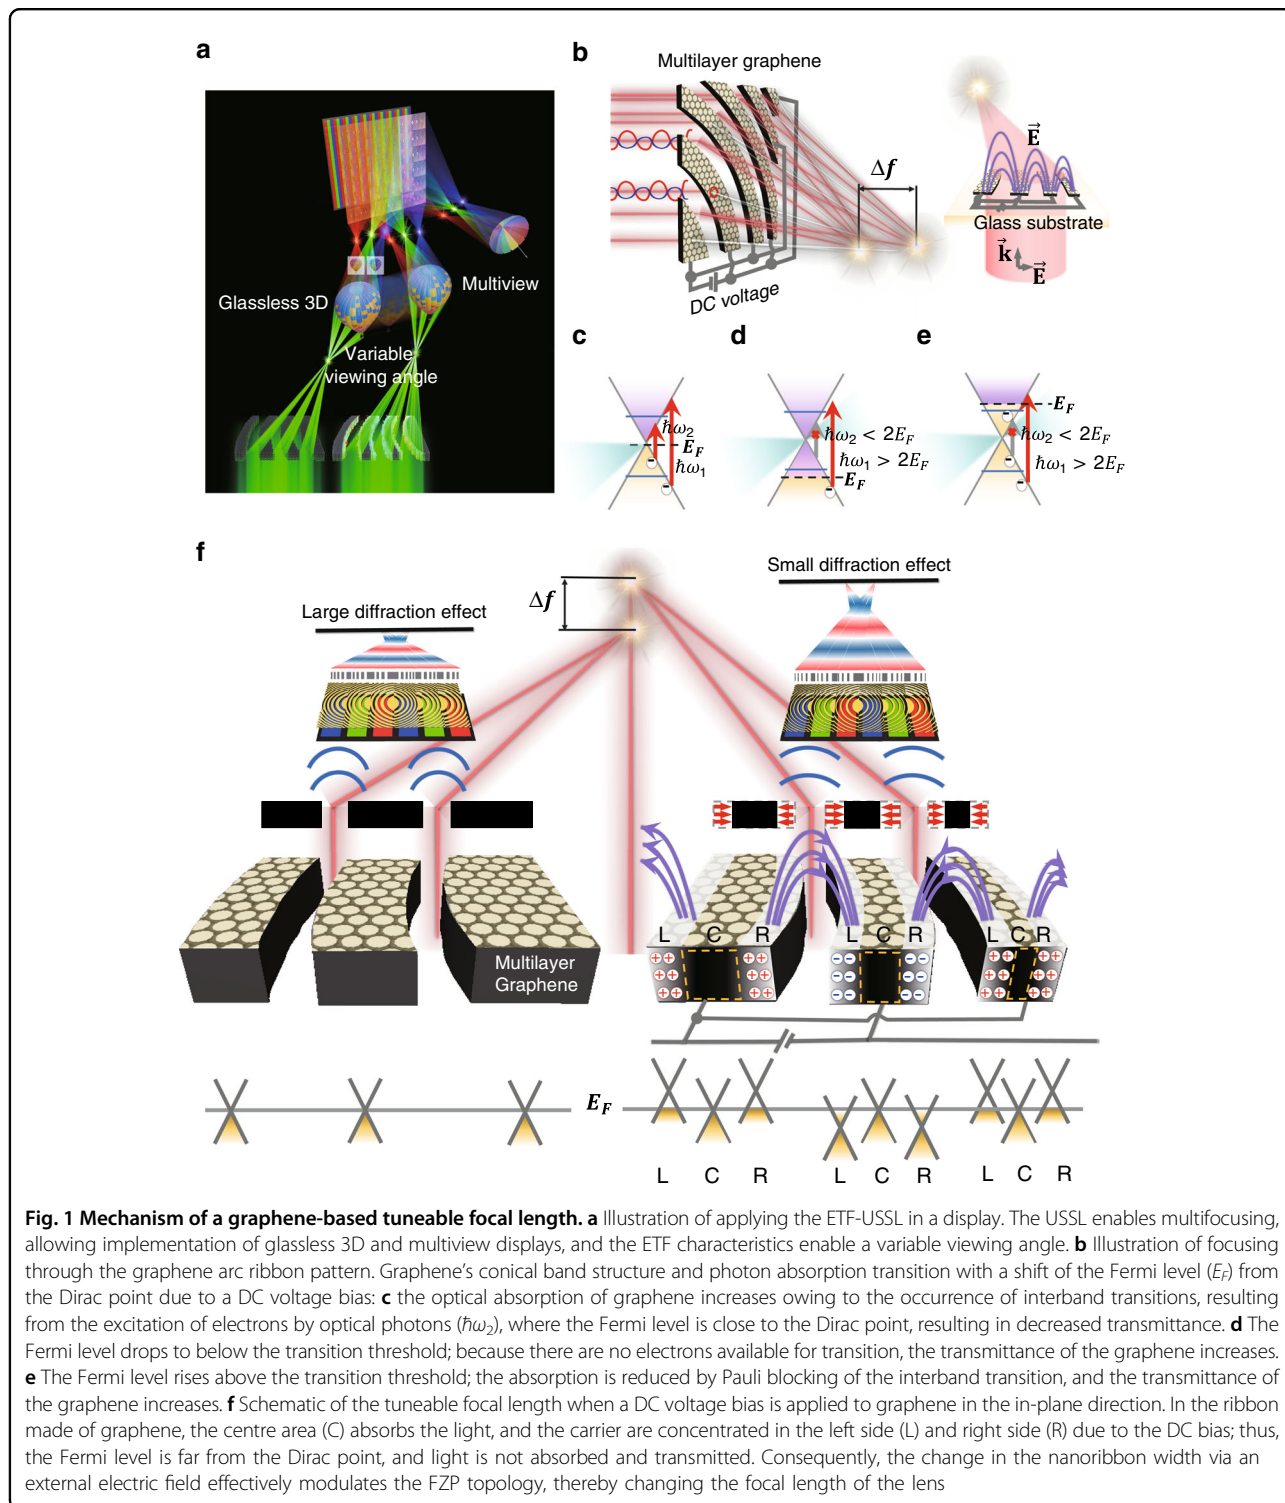 a
Glassless 3D
Multiview
Variable
viewing angle
b
Multilayer graphene
Δf
DC voltage
E⃗
Glass substrate
k⃗
E⃗
c
ħω₂
E_F
ħω₁
d
ħω₂ < 2E_F
ħω₁ > 2E_F
E_F
e
E_F
ħω₂ < 2E_F
ħω₁ > 2E_F
f
Large diffraction effect
Δf
Small diffraction effect
L C R L C R L C R
Multilayer
Graphene
E_F
L C R L C R L C R
Fig. 1 Mechanism of a graphene-based tuneable focal length. a Illustration of applying the ETF-USSL in a display. The USSL enables multifocusing,
allowing implementation of glassless 3D and multiview displays, and the ETF characteristics enable a variable viewing angle. b Illustration of focusing
through the graphene arc ribbon pattern. Graphene's conical band structure and photon absorption transition with a shift of the Fermi level (E_F) from
the Dirac point due to a DC voltage bias: c the optical absorption of graphene increases owing to the occurrence of interband transitions, resulting
from the excitation of electrons by optical photons (ħω₂), where the Fermi level is close to the Dirac point, resulting in decreased transmittance. d The
Fermi level drops to below the transition threshold; because there are no electrons available for transition, the transmittance of the graphene increases.
e The Fermi level rises above the transition threshold; the absorption is reduced by Pauli blocking of the interband transition, and the transmittance of
the graphene increases. f Schematic of the tuneable focal length when a DC voltage bias is applied to graphene in the in-plane direction. In the ribbon
made of graphene, the centre area (C) absorbs the light, and the carrier are concentrated in the left side (L) and right side (R) due to the DC bias; thus,
the Fermi level is far from the Dirac point, and light is not absorbed and transmitted. Consequently, the change in the nanoribbon width via an
external electric field effectively modulates the FZP topology, thereby changing the focal length of the lens